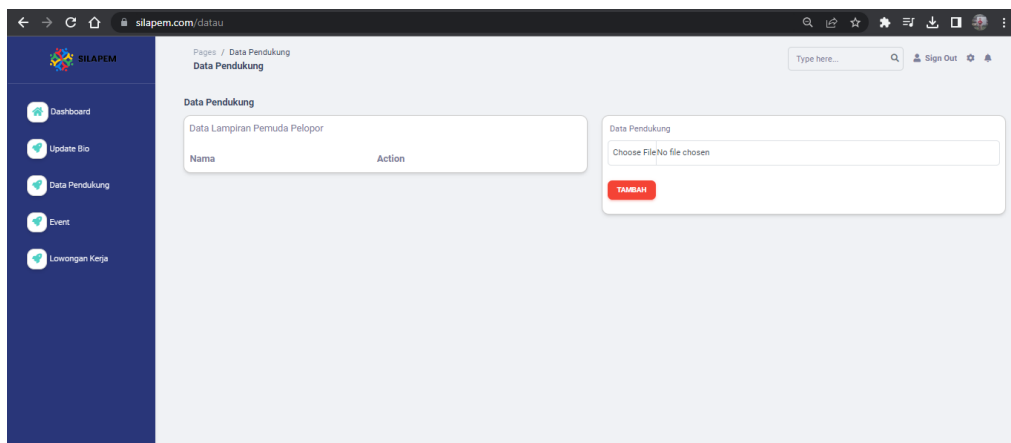 silapem.com/datau
SILAPEM
Dashboard
Update Bio
Data Pendukung
Event
Lowongan Kerja
Pages / Data Pendukung
Data Pendukung
Type here...
Sign Out
Data Pendukung
Data Lampiran Pemuda Pelopor
Nama Action
Data Pendukung
Choose File No file chosen
TAMBAH